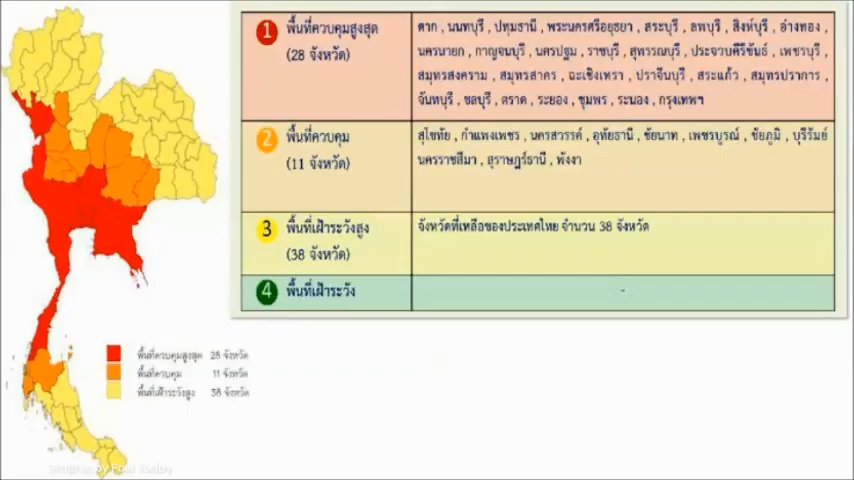 1 พื้นที่ควบคุมสูงสุด
(28 จังหวัด)
ตาก , นนทบุรี , ปทุมธานี , พระนครศรีอยุธยา , สระบุรี , ลพบุรี , สิงห์บุรี , อ่างทอง ,
นครนายก , กาญจนบุรี , นครปฐม , ราชบุรี , สุพรรณบุรี , ประจวบคีรีขันธ์ , เพชรบุรี ,
สมุทรสงคราม , สมุทรสาคร , ฉะเชิงเทรา , ปราจีนบุรี , สระแก้ว , สมุทรปราการ ,
จันทบุรี , ชลบุรี , ตราด , ระยอง , ชุมพร , ระนอง , กรุงเทพฯ
2 พื้นที่ควบคุม
(11 จังหวัด)
สุโขทัย , กำแพงเพชร , นครสวรรค์ , อุทัยธานี , ชัยนาท , เพชรบูรณ์ , ชัยภูมิ , บุรีรัมย์
นครราชสีมา , สุราษฎร์ธานี , พังงา
3 พื้นที่เฝ้าระวังสูง
(38 จังหวัด)
จังหวัดที่เหลือของประเทศไทย จำนวน 38 จังหวัด
4 พื้นที่เฝ้าระวัง
-
พื้นที่ควบคุมสูงสุด 28 จังหวัด
พื้นที่ควบคุม 11 จังหวัด
พื้นที่เฝ้าระวังสูง 38 จังหวัด